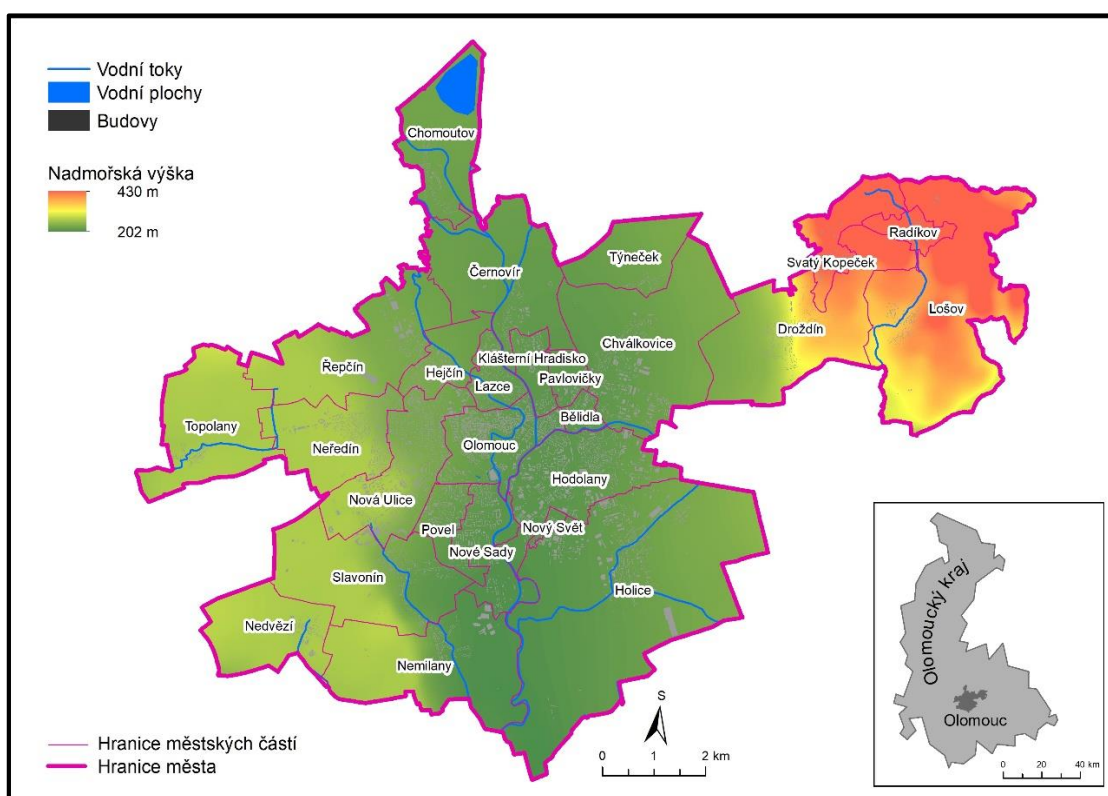 Vodní toky
Vodní plochy
Budovy
Nadmořská výška
430 m
202 m
Chomoutov
Černovír
Týneček
Radíkov
Svatý Kopeček
Lošov
Droždín
Chválkovice
Klášterní Hradisko
Řepčín
Hejčín
Pavlovičky
Lazce
Topolany
Bělidla
Neředín
Olomouc
Hodolany
Nová Ulice
Povel
Nový Svět
Nové Sady
Slavonín
Holice
Nedvězí
Nemilany
S
0 1 2 km
Hranice městských částí
Hranice města
Olomoucký kraj
Olomouc
0 20 40 km